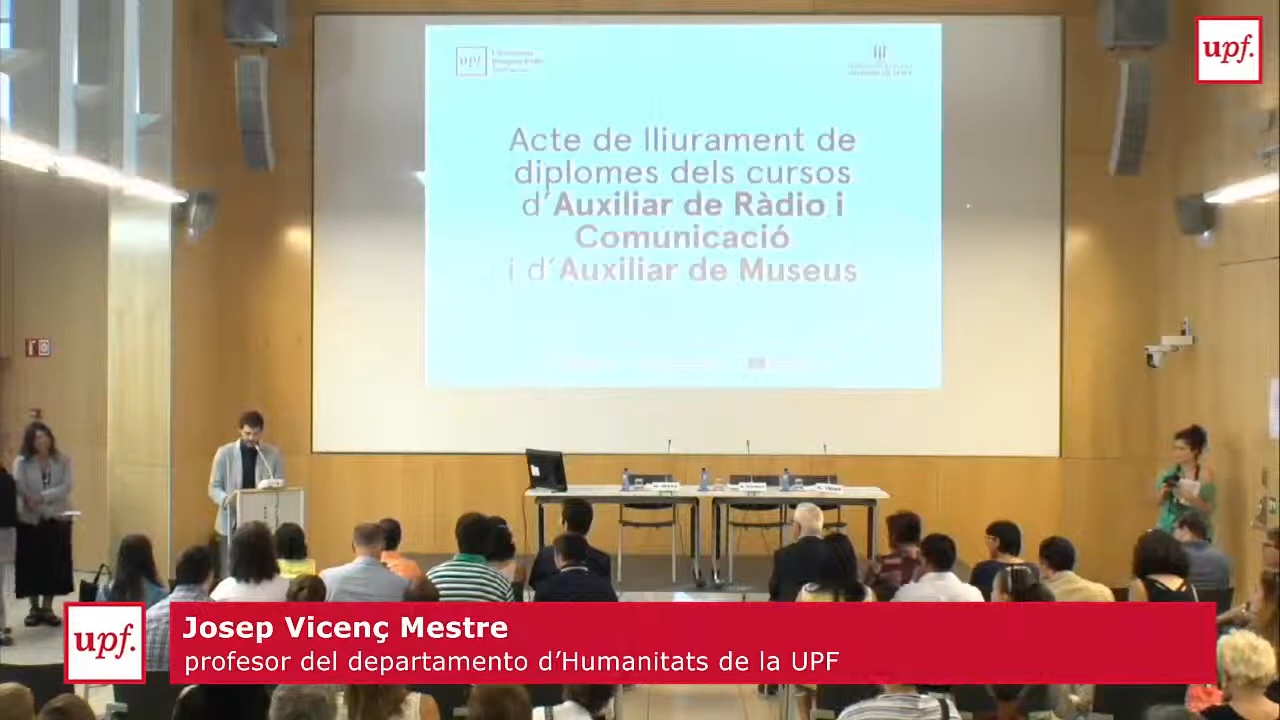 upf.
upf.
Acte de lliurament de
diplomes dels cursos
d'Auxiliar de Ràdio i
Comunicació
i d'Auxiliar de Museus
upf.
Josep Vicenç Mestre
profesor del departamento d’Humanitats de la UPF